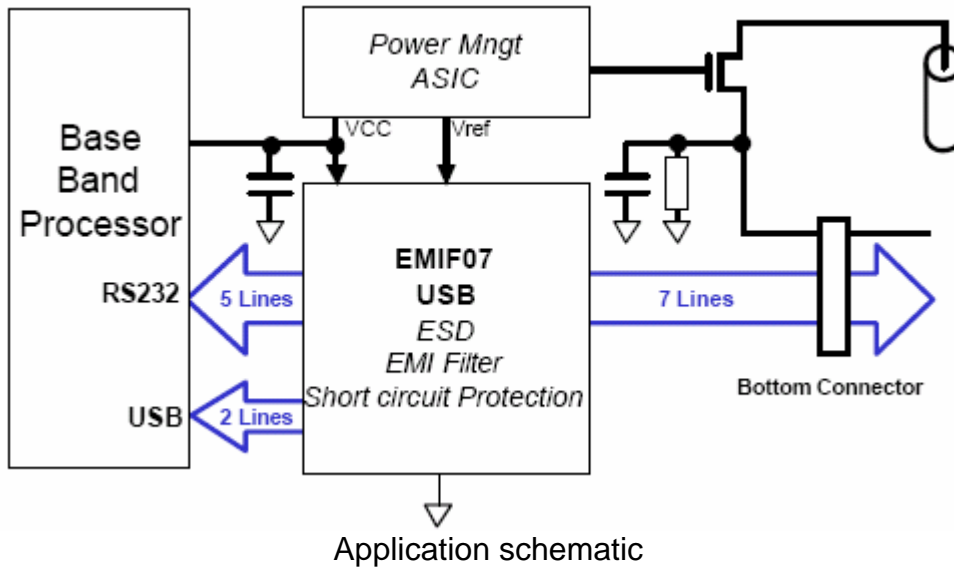 Power Mngt
ASIC
VCC
Vref
Base
Band
Processor
RS232
USB
5 Lines
2 Lines
EMIF07
USB
ESD
EMI Filter
Short circuit Protection
7 Lines
Bottom Connector
Application schematic